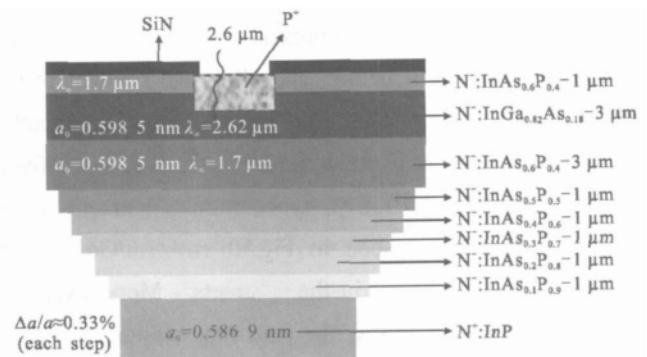 SiN
2.6 μm
P⁺
λ∞=1.7 μm
N⁻:InAs₀.₆P₀.₄-1 μm
N⁻:InGa₀.₈₂As₀.₁₈-3 μm
a₀=0.598 5 nm λ∞=2.62 μm
a₀=0.598 5 nm λ∞=1.7 μm
N⁻:InAs₀.₆P₀.₄-3 μm
N⁻:InAs₀.₅P₀.₅-1 μm
N⁻:InAs₀.₄P₀.₆-1 μm
N⁻:InAs₀.₃P₀.₇-1 μm
N⁻:InAs₀.₂P₀.₈-1 μm
N⁻:InAs₀.₁P₀.₉-1 μm
Δa/a≈0.33%
(each step)
a₀=0.586 9 nm
N⁺:InP